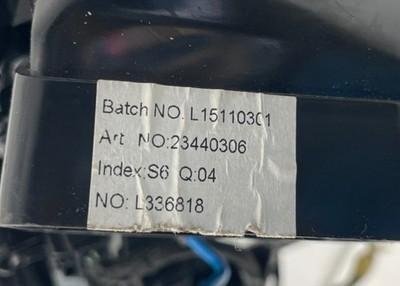 Batch NO: L15110301
Art NO:23440306
Index:S6 Q:04
NO: L336818